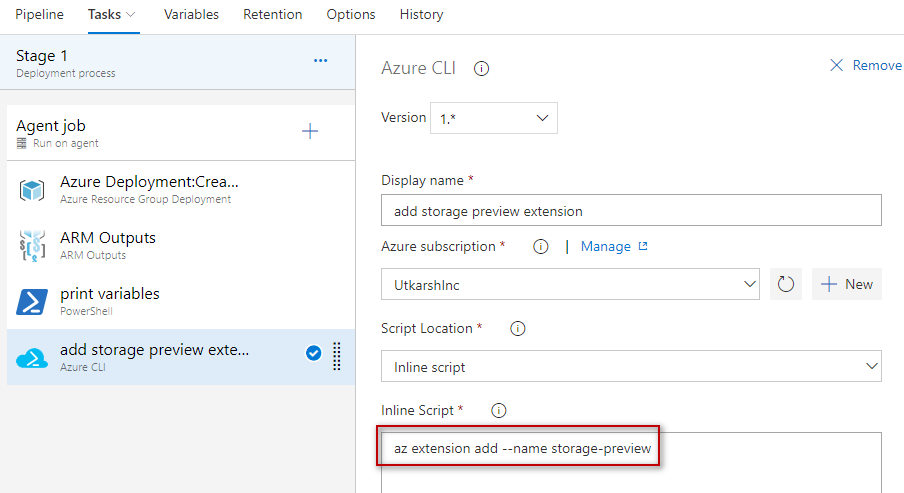 Pipeline Tasks Variables Retention Options History
Stage 1
Deployment process
Agent job
Run on agent
Azure Deployment:Crea...
Azure Resource Group Deployment
ARM Outputs
ARM Outputs
print variables
PowerShell
add storage preview exte...
Azure CLI
Azure CLI
Remove
Version 1.*
Display name *
add storage preview extension
Azure subscription * | Manage
UtkarshInc
New
Script Location *
Inline script
Inline Script *
az extension add --name storage-preview